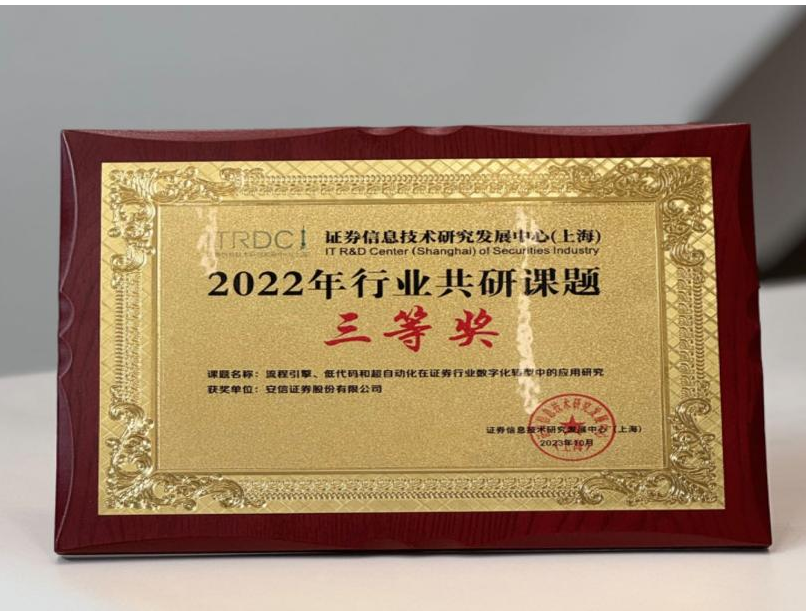 ITRDC 证券信息技术研究发展中心(上海)
IT R&D Center (Shanghai) of Securities Industry
2022年行业共研课题
三等奖
课题名称：流程引擎、低代码和超自动化在证券行业数字化转型中的应用研究
获奖单位：安信证券股份有限公司
证券信息技术研究发展中心（上海）
2023年10月